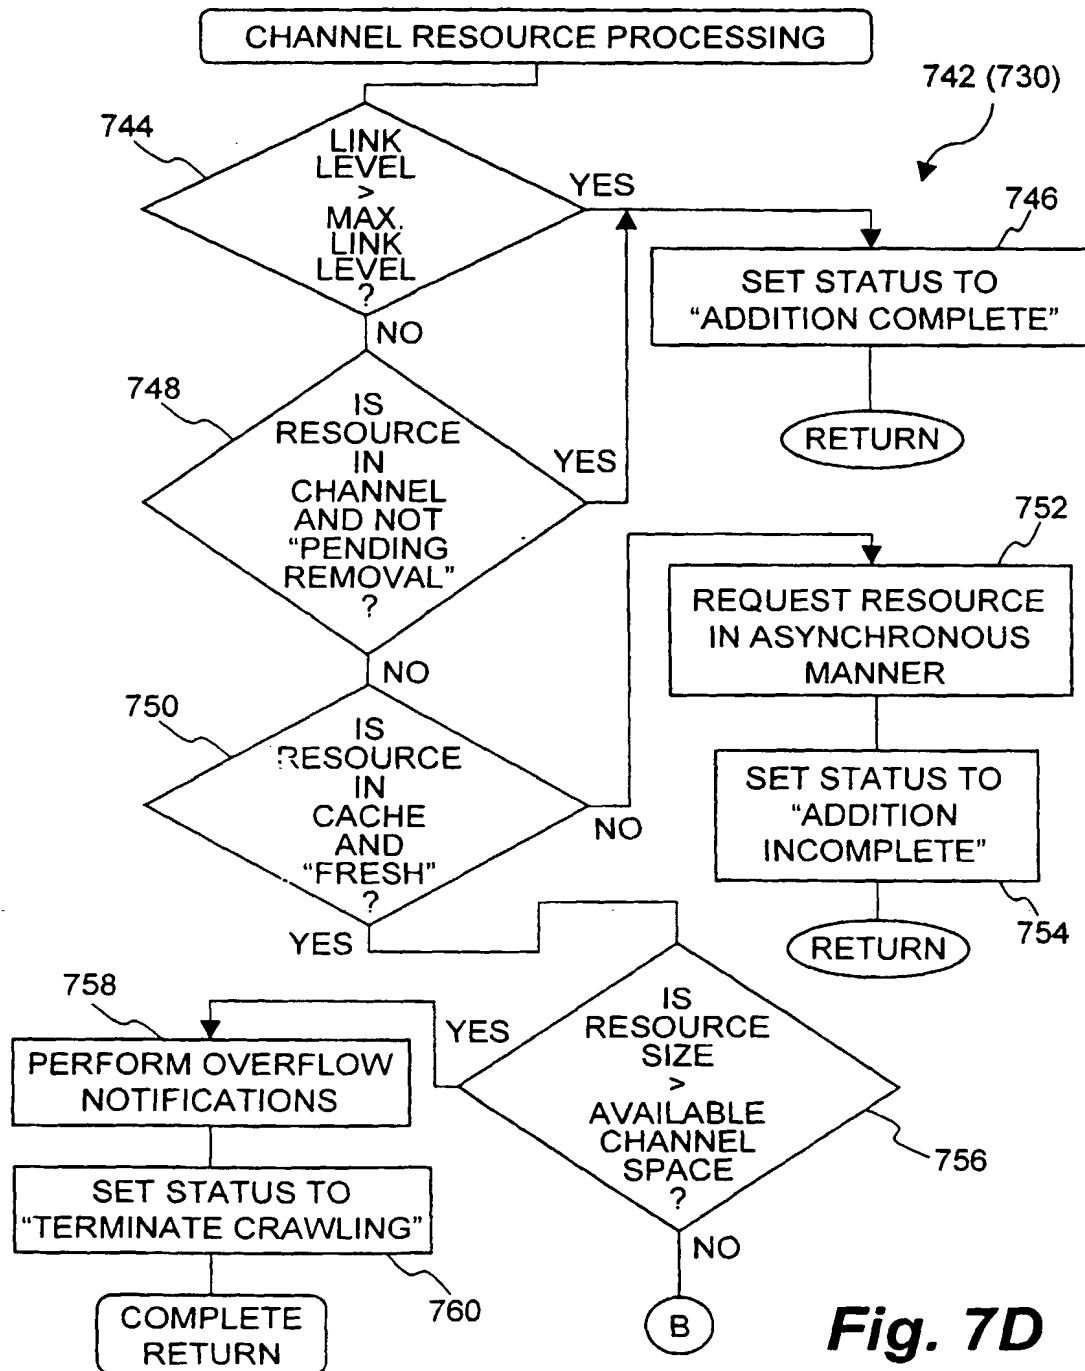 CHANNEL RESOURCE PROCESSING
742 (730)
744
LINK
LEVEL
>
MAX.
LINK
LEVEL
?
YES
NO
746
SET STATUS TO
“ADDITION COMPLETE”
RETURN
748
IS
RESOURCE
IN
CHANNEL
AND NOT
“PENDING
REMOVAL”
?
YES
NO
752
REQUEST RESOURCE
IN ASYNCHRONOUS
MANNER
750
IS
RESOURCE
IN
CACHE
AND
“FRESH”
?
NO
YES
SET STATUS TO
“ADDITION
INCOMPLETE”
754
RETURN
758
YES
IS
RESOURCE
SIZE
>
AVAILABLE
CHANNEL
SPACE
?
756
NO
PERFORM OVERFLOW
NOTIFICATIONS
SET STATUS TO
“TERMINATE CRAWLING”
760
COMPLETE
RETURN
B
Fig. 7D